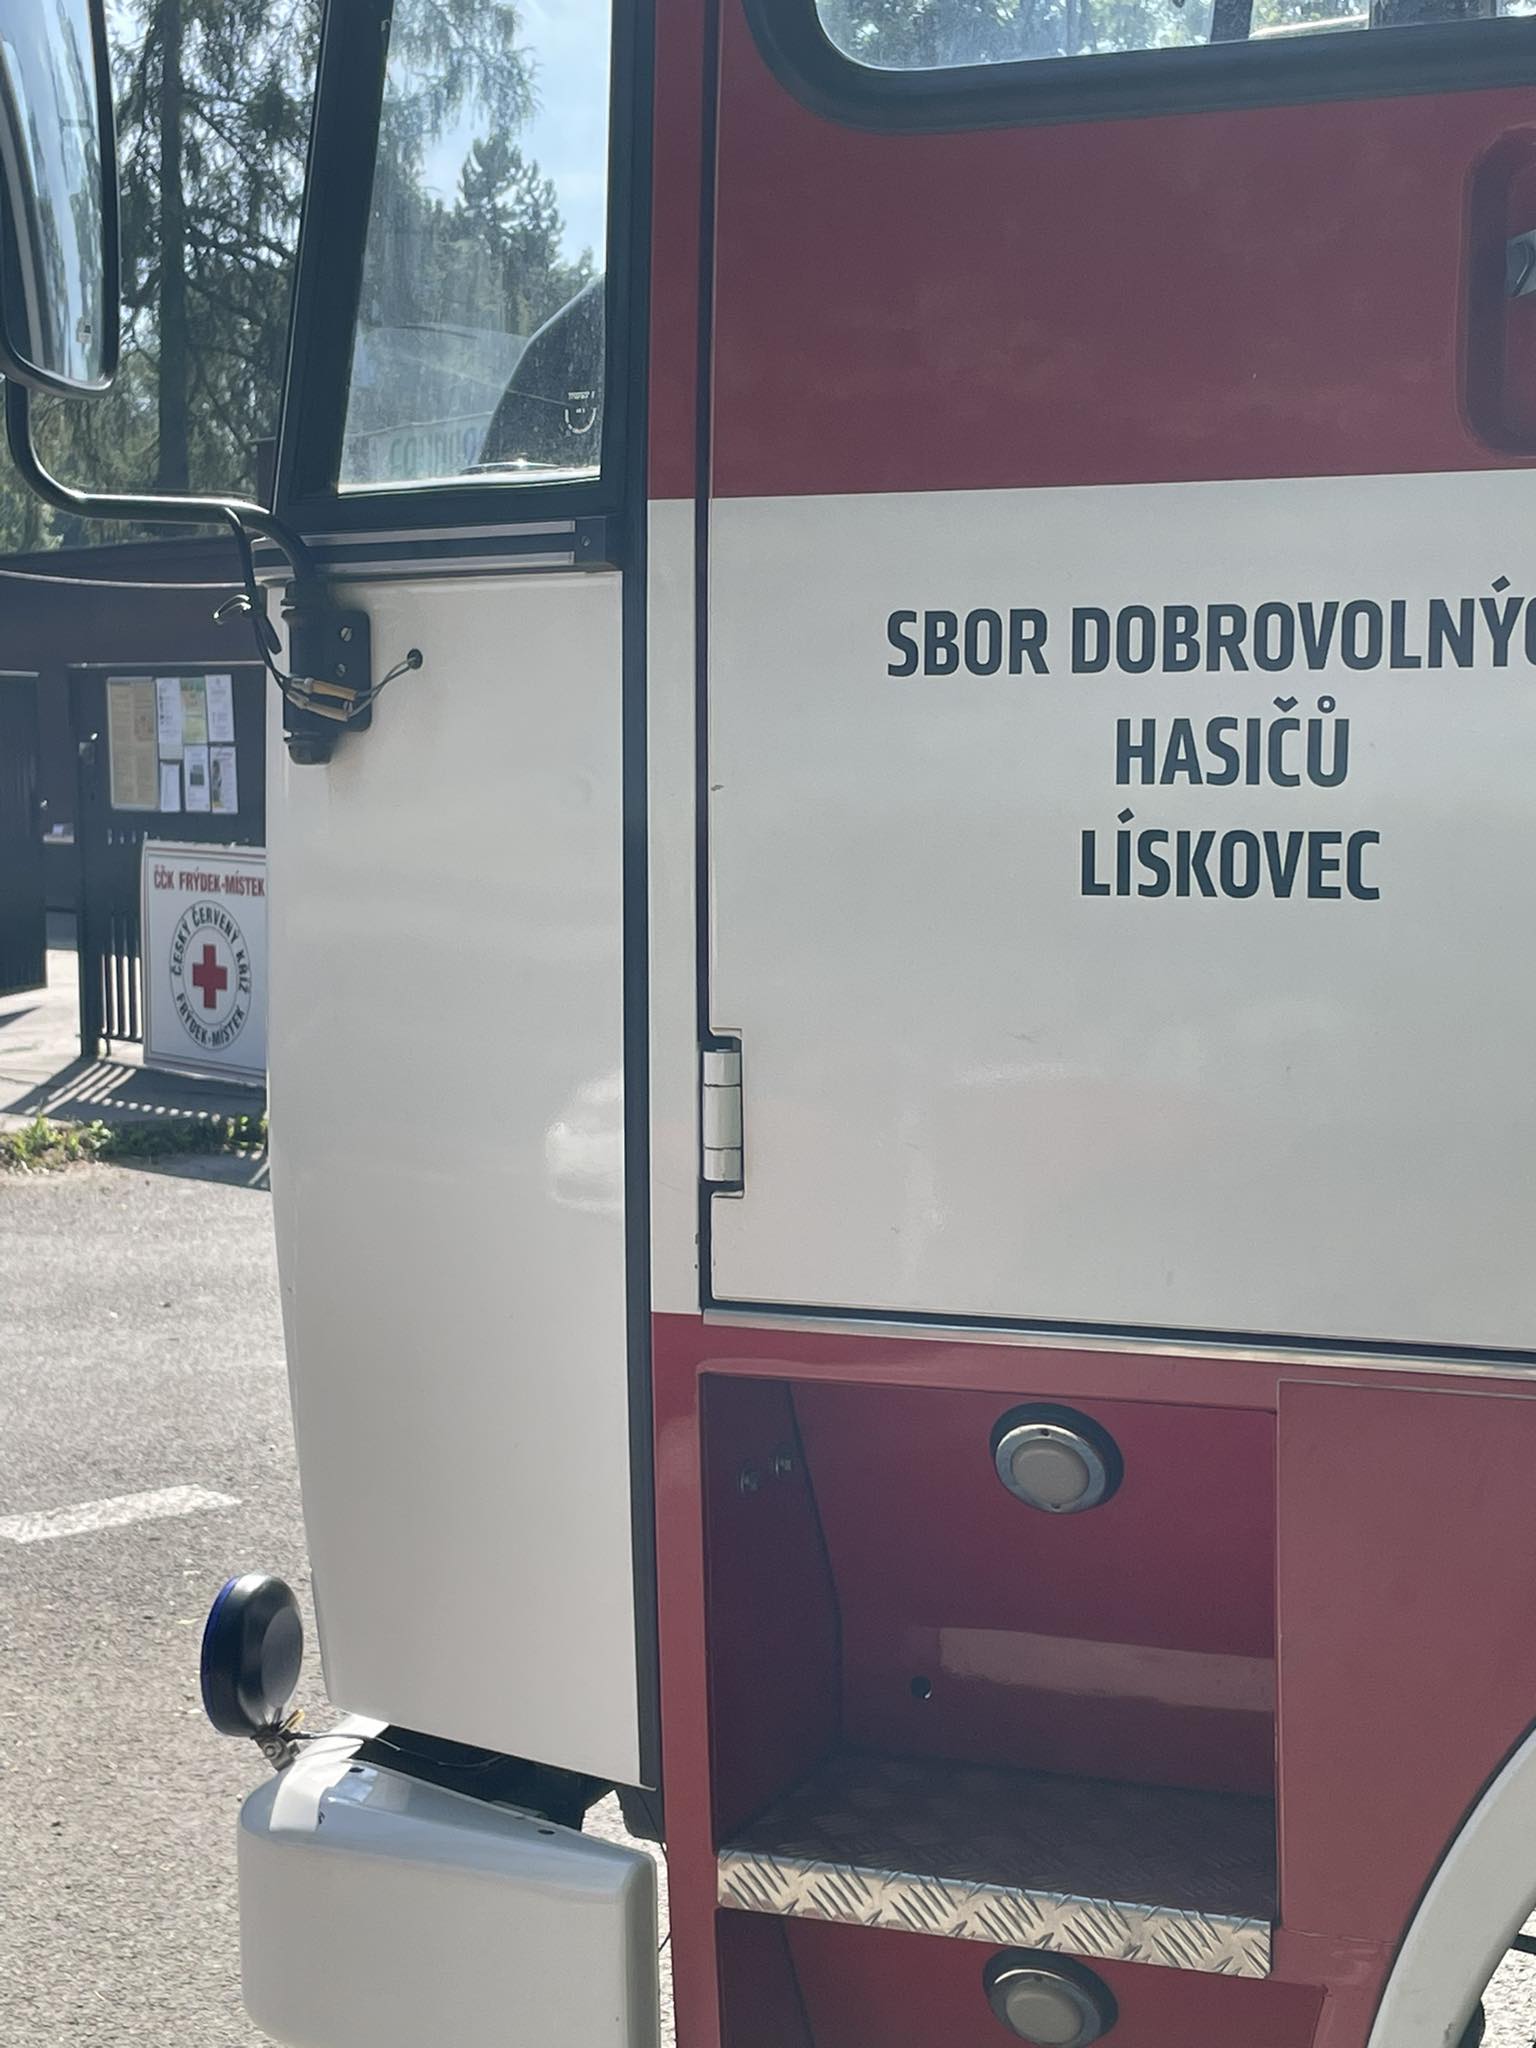 SBOR DOBROVOLNÝC
HASIČŮ
LÍSKOVEC
ČČK FRÝDEK-MÍSTEK
ČESKÝ ČERVENÝ KŘÍŽ
FRÝDEK-MÍSTEK